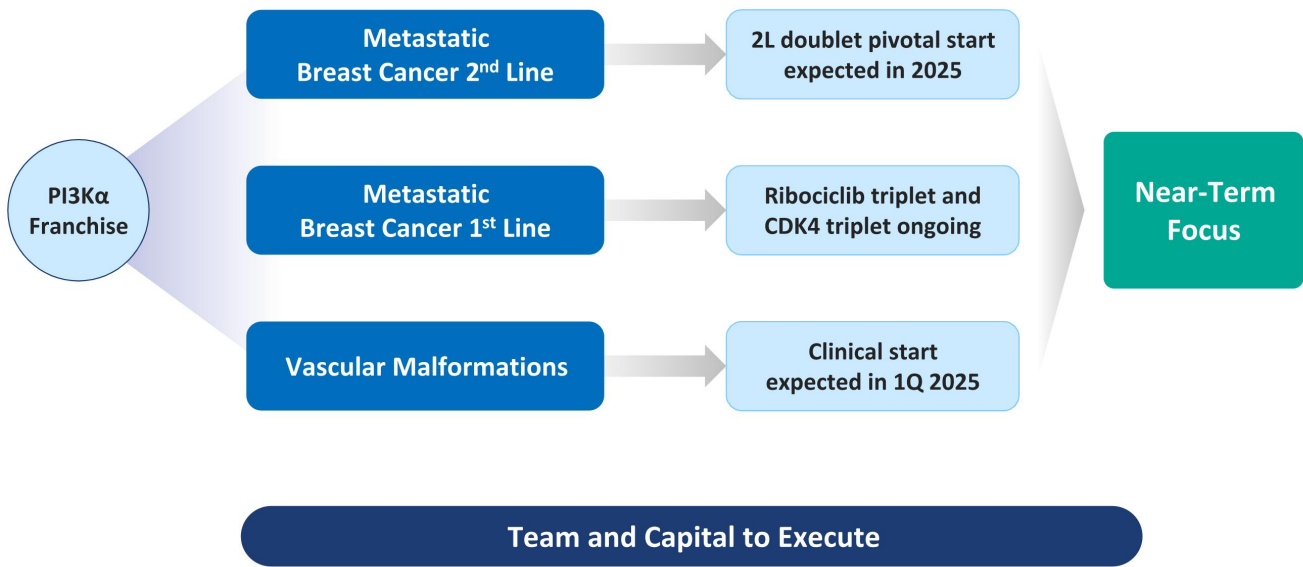 PI3Kα
Franchise
Metastatic
Breast Cancer 2nd Line
2L doublet pivotal start
expected in 2025
Metastatic
Breast Cancer 1st Line
Ribociclib triplet and
CDK4 triplet ongoing
Vascular Malformations
Clinical start
expected in 1Q 2025
Near-Term
Focus
Team and Capital to Execute